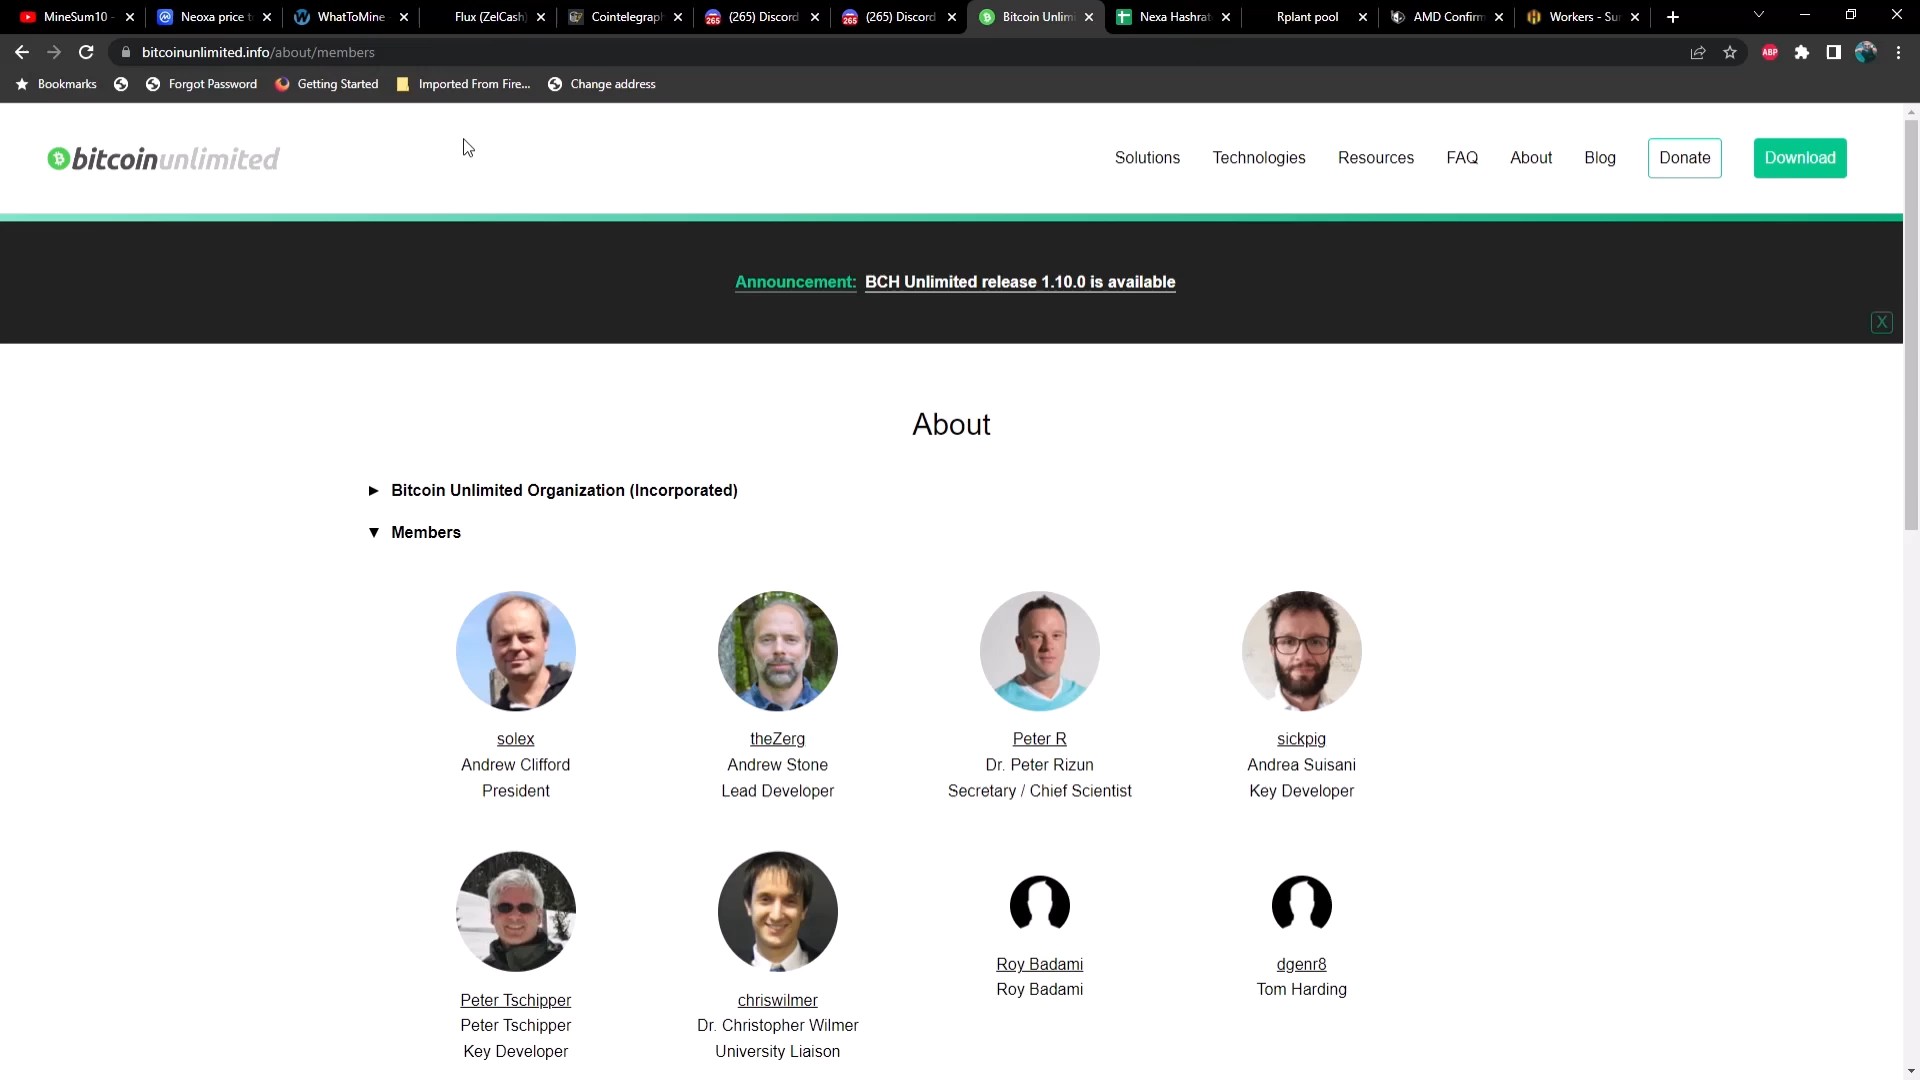 MineSum10 -
Neoxa price t
WhatToMine -
Flux (ZelCash)
Cointelegraph
(265) Discord
(265) Discord
Bitcoin Unlim
Nexa Hashrat
Rplant pool
AMD Confirm
Workers - Su
bitcoinunlimited.info/about/members
ABP
Bookmarks
Forgot Password
Getting Started
Imported From Fire...
Change address
bitcoinunlimited
Solutions
Technologies
Resources
FAQ
About
Blog
Donate
Download
Announcement: BCH Unlimited release 1.10.0 is available
X
About
Bitcoin Unlimited Organization (Incorporated)
Members
solex
Andrew Clifford
President
theZerg
Andrew Stone
Lead Developer
Peter R
Dr. Peter Rizun
Secretary / Chief Scientist
sickpig
Andrea Suisani
Key Developer
Peter Tschipper
Peter Tschipper
Key Developer
chriswilmer
Dr. Christopher Wilmer
University Liaison
Roy Badami
Roy Badami
dgenr8
Tom Harding